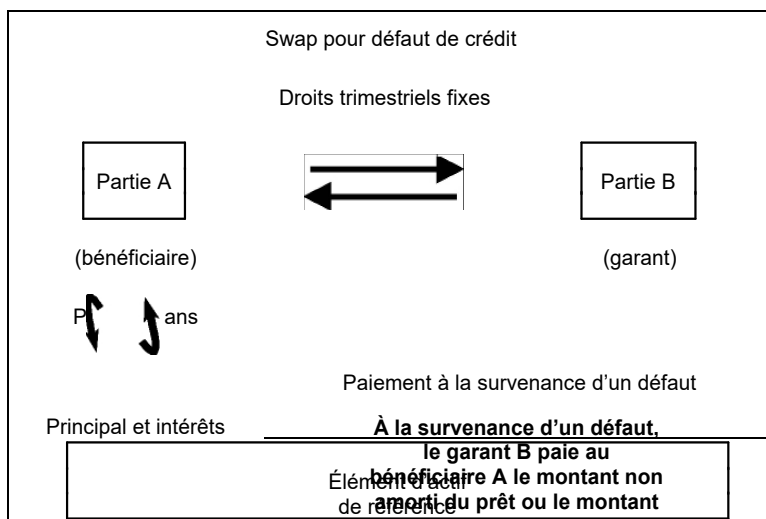 Swap pour défaut de crédit
Droits trimestriels fixes
Partie A
Partie B
(bénéficiaire)
(garant)
P ans
Paiement à la survenance d’un défaut
Principal et intérêts
À la survenance d’un défaut,
le garant B paie au
bénéficiaire A le montant non
amorti du prêt ou le montant
Élément d’actif
de référence